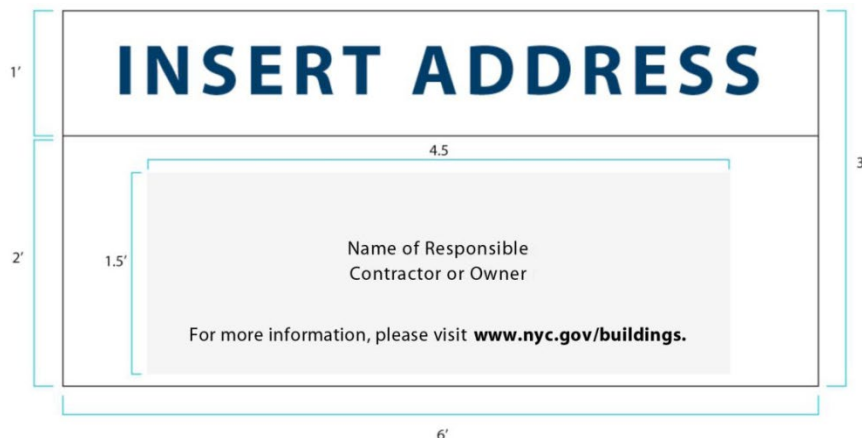 1’
INSERT ADDRESS
4.5
3
2’
1.5’
Name of Responsible
Contractor or Owner
For more information, please visit www.nyc.gov/buildings.
6’